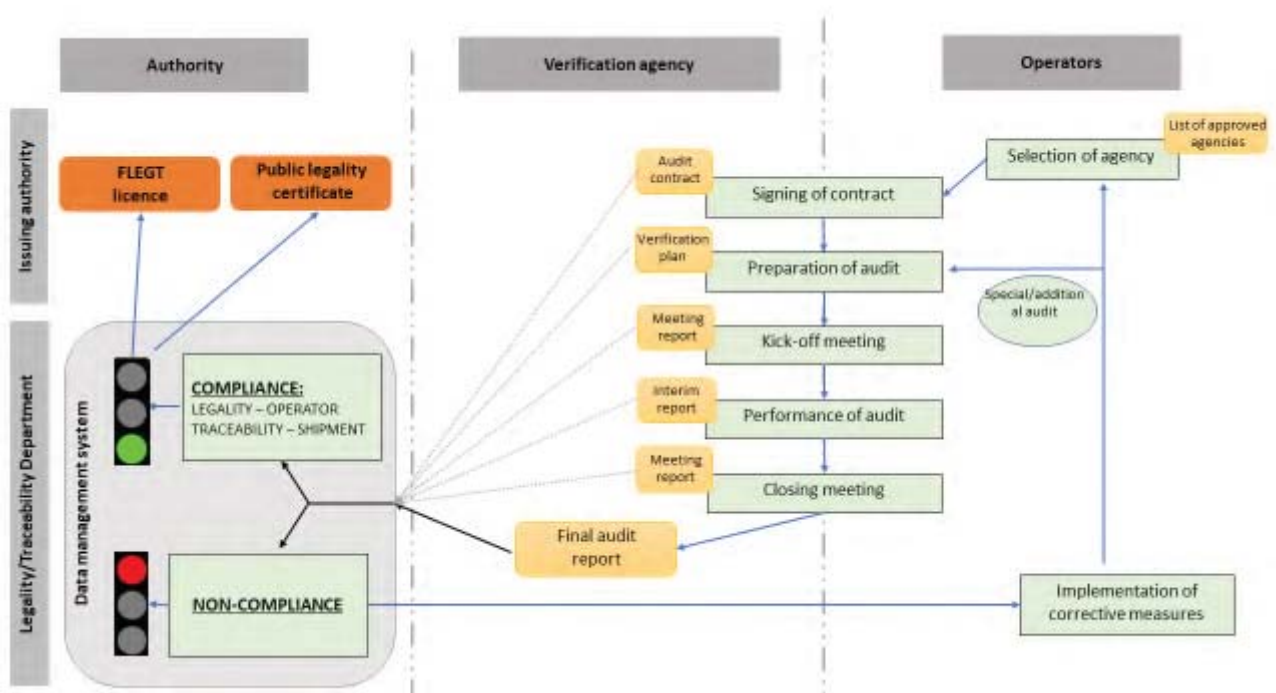 Authority
Verification agency
Operators
Issuing authority
FLEGT
licence
Public legality
certificate
Audit
contract
Signing of contract
Selection of agency
List of approved
agencies
Verification
plan
Preparation of audit
Special/addition
al audit
Meeting
report
Kick-off meeting
Interim
report
Performance of audit
Meeting
report
Closing meeting
Final audit
report
Legality/Traceability Department
Data management system
COMPLIANCE:
LEGALITY – OPERATOR
TRACEABILITY – SHIPMENT
NON-COMPLIANCE
Implementation of
corrective measures